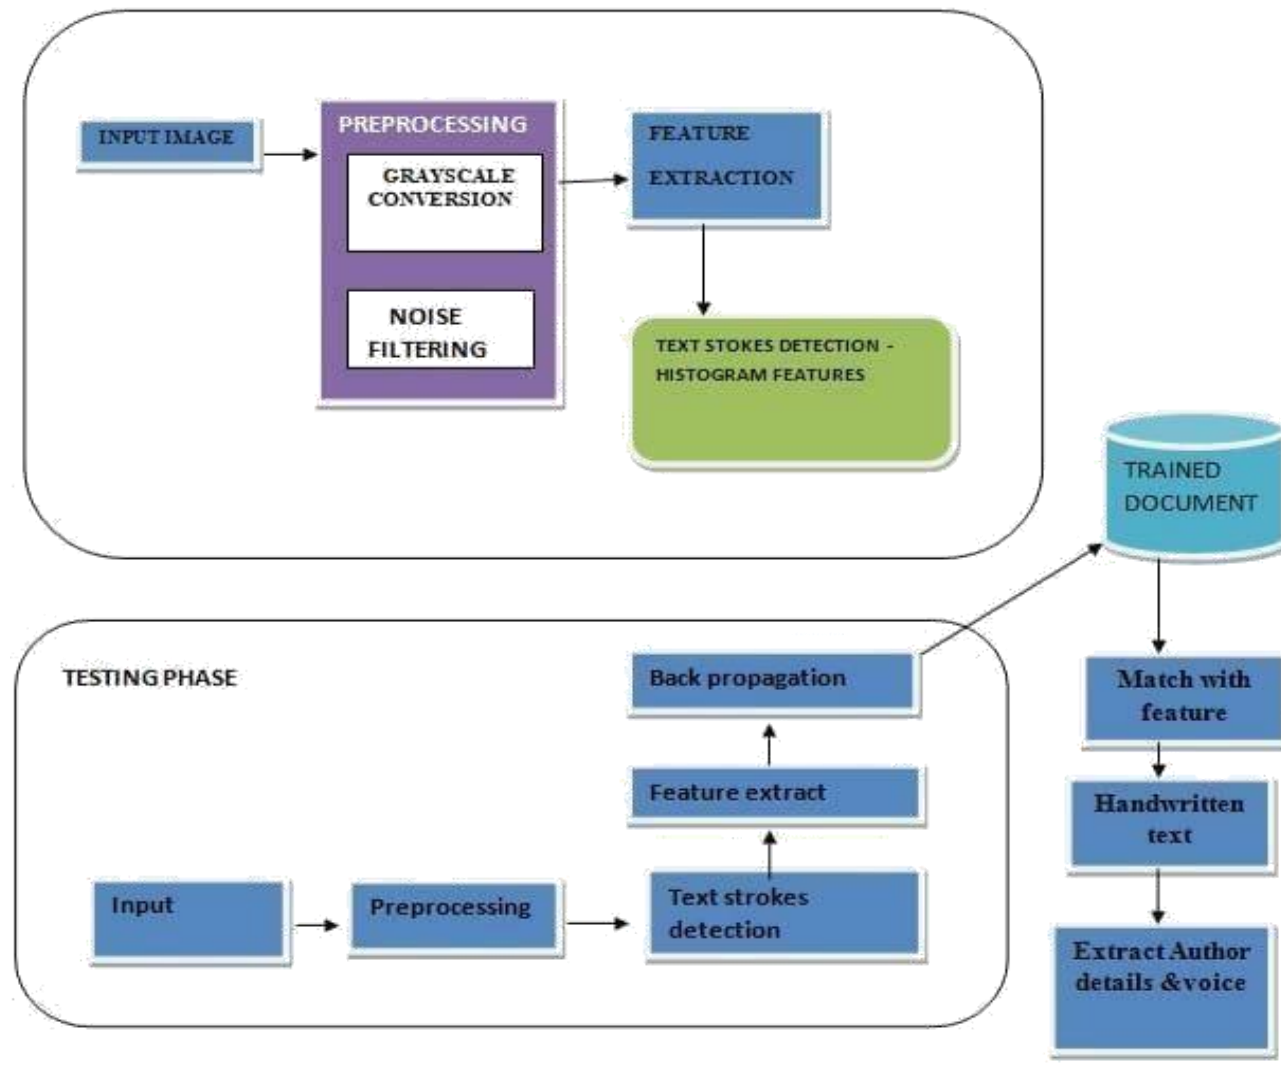 INPUT IMAGE
PREPROCESSING
GRAYSCALE
CONVERSION
NOISE
FILTERING
FEATURE
EXTRACTION
TEXT STOKES DETECTION -
HISTOGRAM FEATURES
TRAINED
DOCUMENT
TESTING PHASE
Back propagation
Feature extract
Input
Preprocessing
Text strokes
detection
Match with
feature
Handwritten
text
Extract Author
details &voice